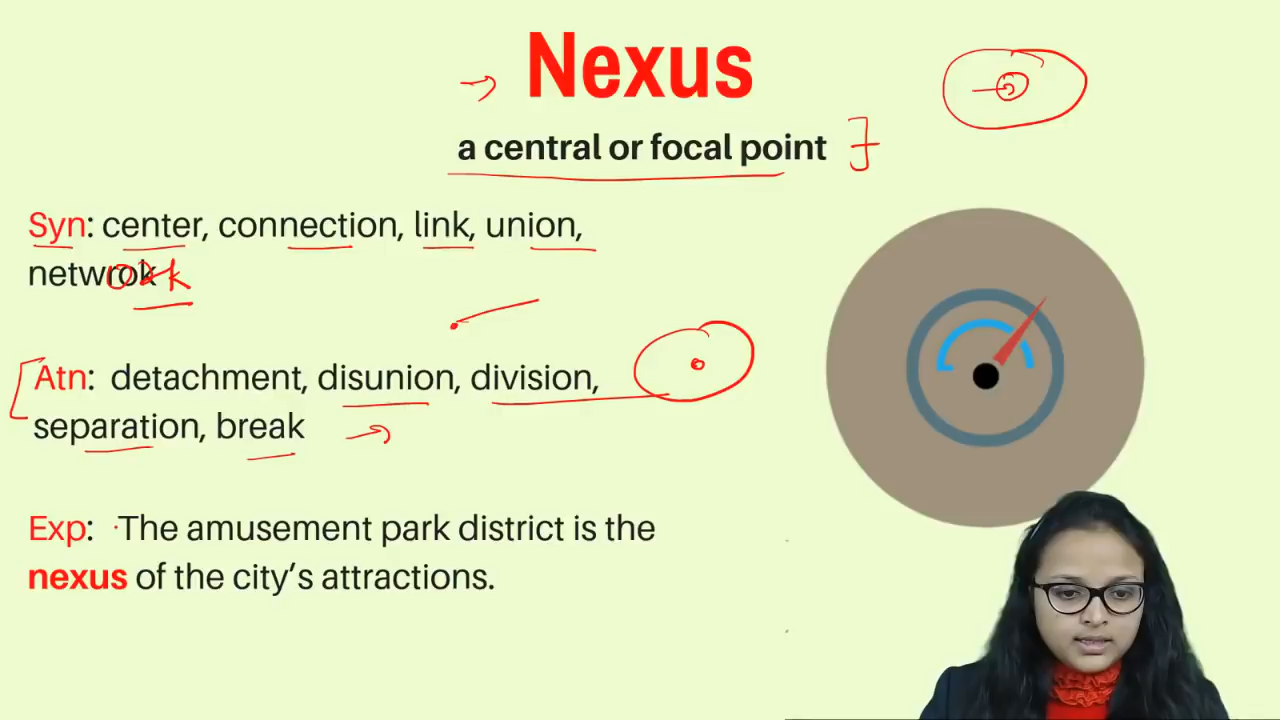 Nexus
a central or focal point
Syn: center, connection, link, union,
netwrok
Atn: detachment, disunion, division,
separation, break
Exp: The amusement park district is the
nexus of the city's attractions.